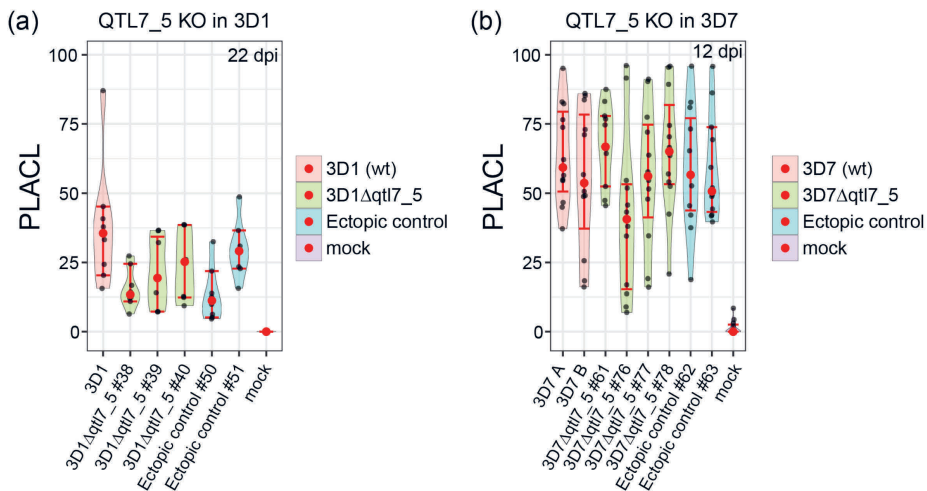 (a)
QTL7_5 KO in 3D1
22 dpi
PLACL
100
75
50
25
0
3D1
3D1Δqtl7_5 #38
3D1Δqtl7_5 #39
3D1Δqtl7_5 #40
Ectopic control #50
Ectopic control #51
mock
3D1 (wt)
3D1Δqtl7_5
Ectopic control
mock
(b)
QTL7_5 KO in 3D7
12 dpi
PLACL
100
75
50
25
0
3D7 A
3D7 B
3D7Δqtl7_5 #61
3D7Δqtl7_5 #76
3D7Δqtl7_5 #77
3D7Δqtl7_5 #78
Ectopic control #62
Ectopic control #63
mock
3D7 (wt)
3D7Δqtl7_5
Ectopic control
mock